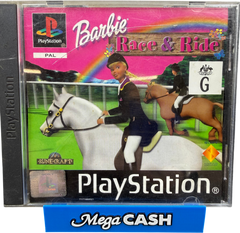 PlayStation
PAL
Barbie
Race & Ride
G
PlayStation
PlayStation®
Mega CASH